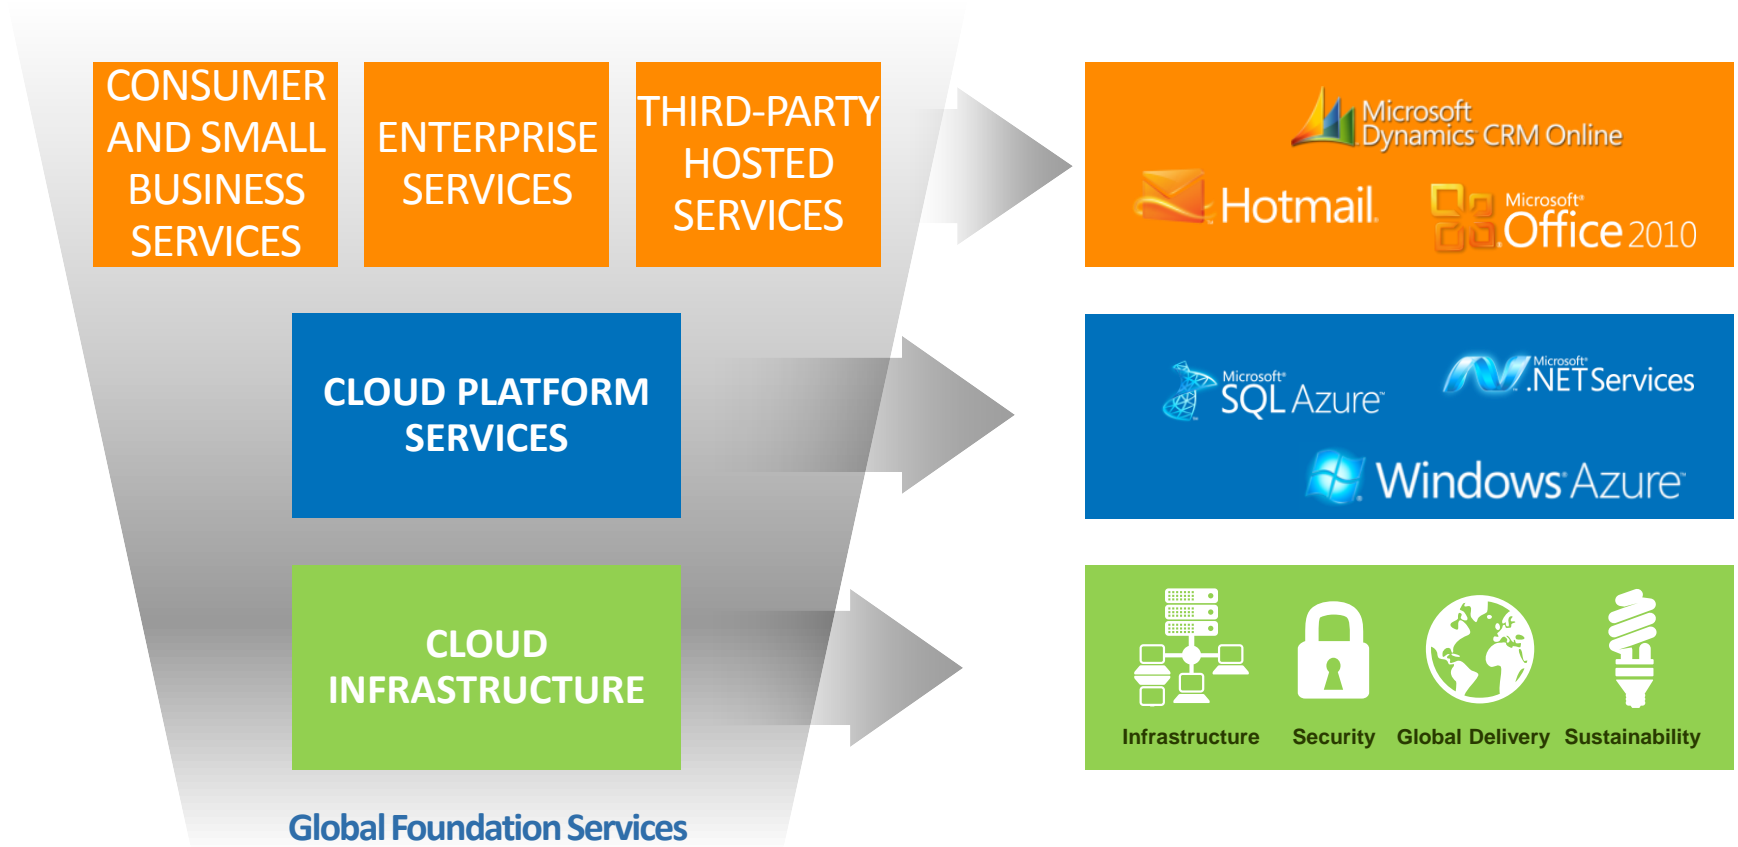 CONSUMER
AND SMALL
BUSINESS
SERVICES
ENTERPRISE
SERVICES
THIRD-PARTY
HOSTED
SERVICES
Microsoft
Dynamics CRM Online
Hotmail
Microsoft®
Office 2010
CLOUD PLATFORM
SERVICES
Microsoft®
SQL Azure™
Microsoft®
.NET Services
Windows® Azure™
CLOUD
INFRASTRUCTURE
Infrastructure
Security
Global Delivery
Sustainability
Global Foundation Services